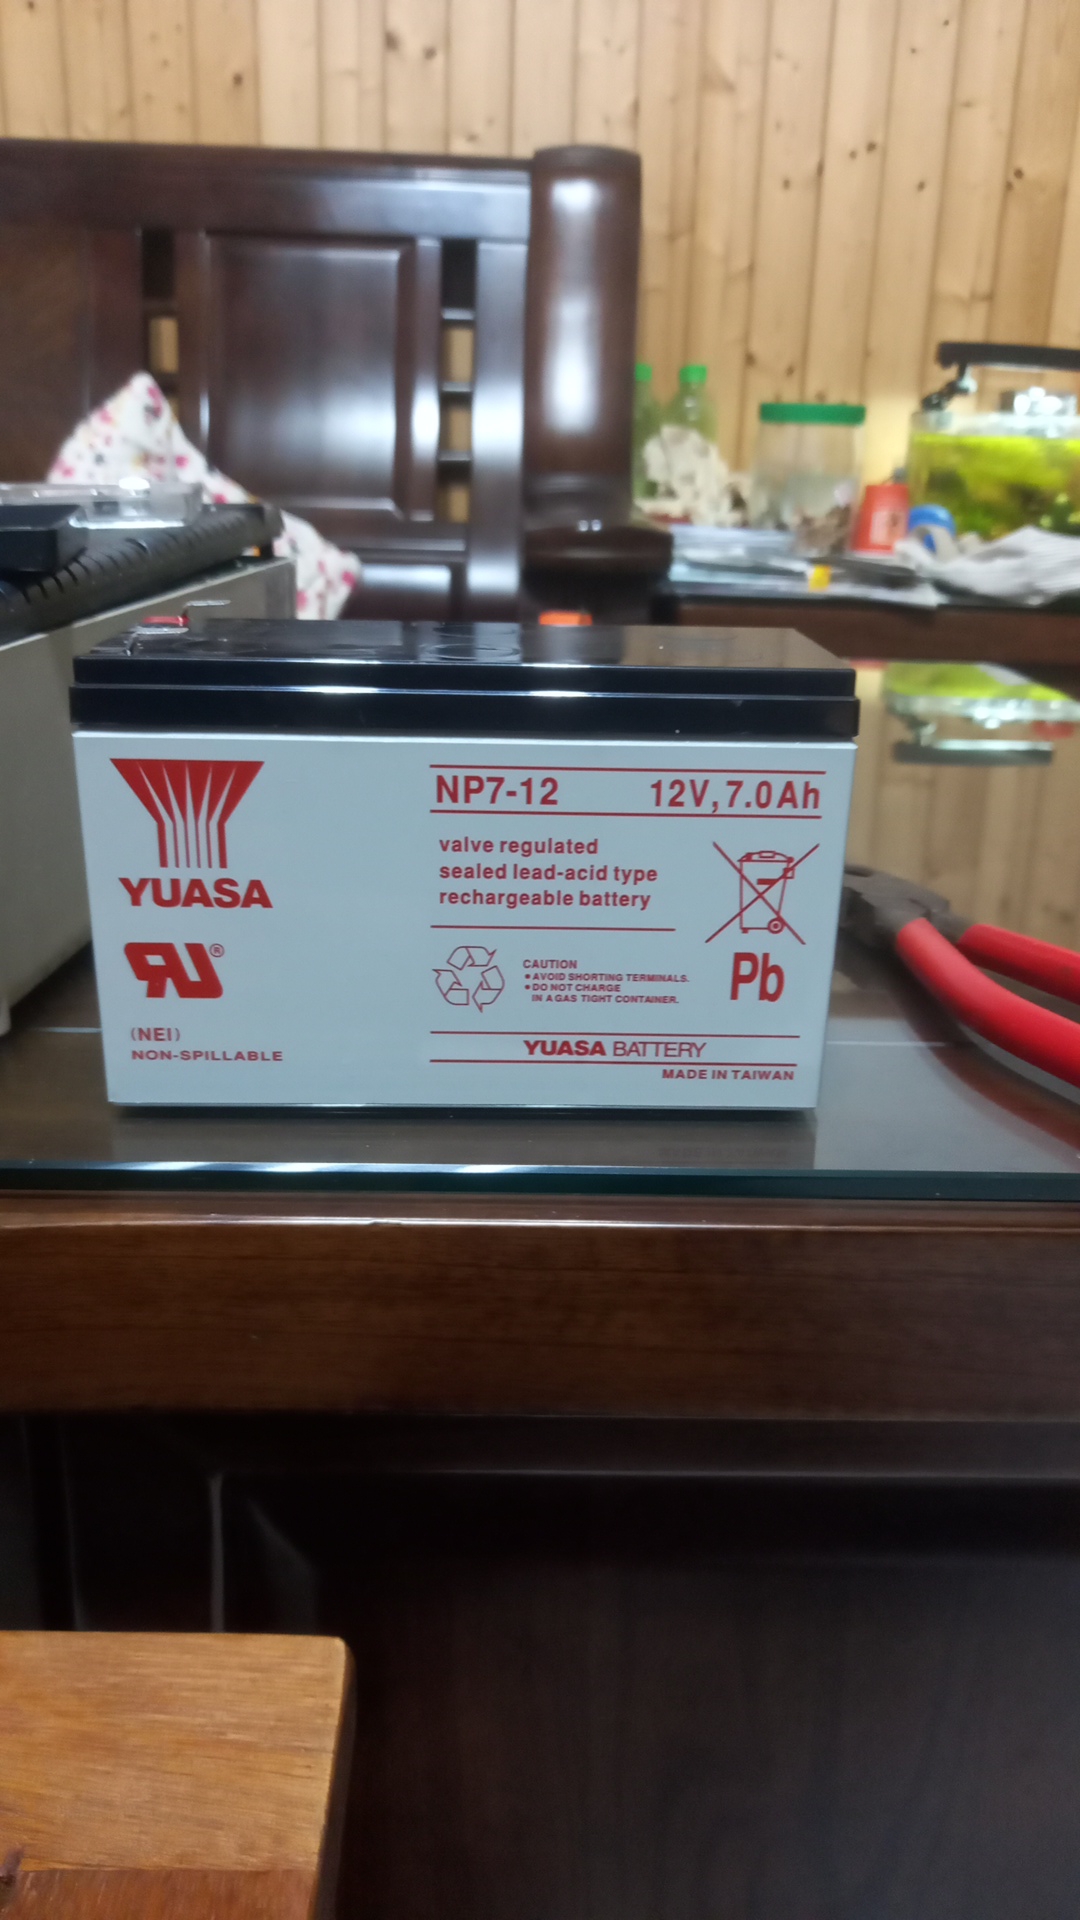 YUASA
NP7-12 12V, 7.0Ah
valve regulated
sealed lead-acid type
rechargeable battery
RU®
Pb
CAUTION
• AVOID SHORTING TERMINALS.
• DO NOT CHARGE
IN A GAS TIGHT CONTAINER.
(NEI)
NON-SPILLABLE
YUASA BATTERY
MADE IN TAIWAN